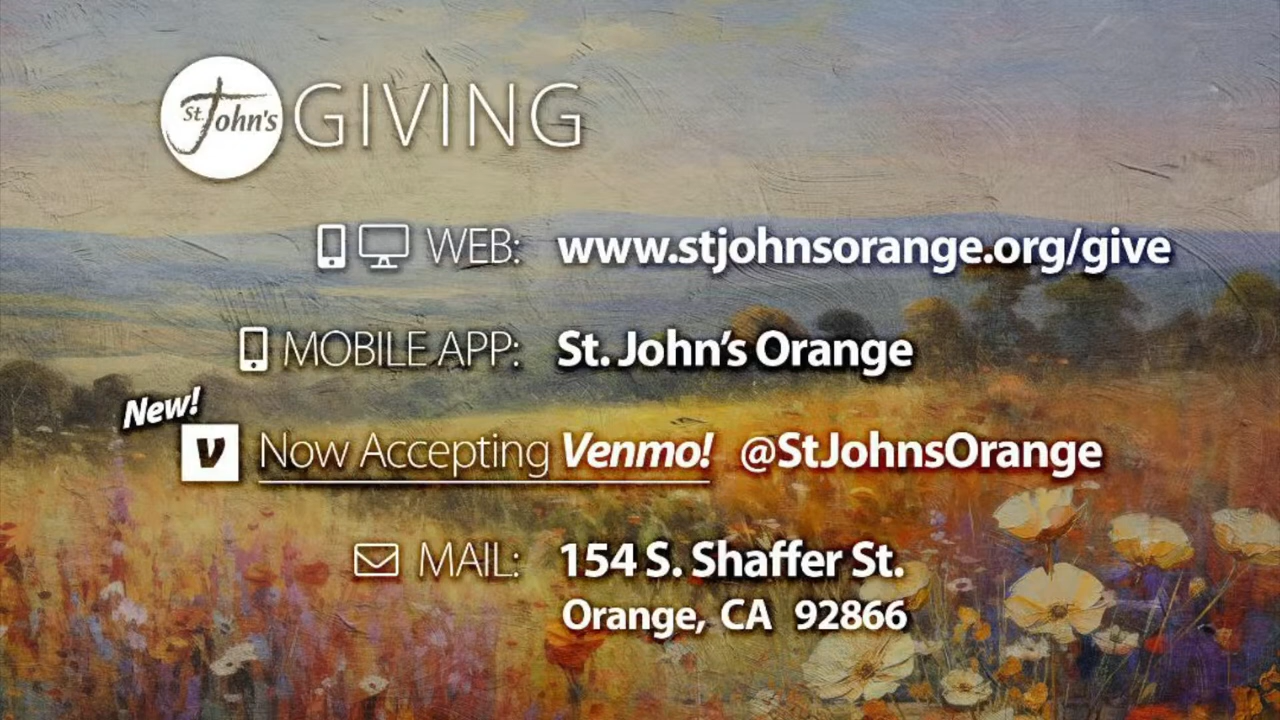 St. John's GIVING
WEB: www.stjohnsorange.org/give
MOBILE APP: St. John's Orange
New!
V Now Accepting Venmo! @StJohnsOrange
MAIL: 154 S. Shaffer St.
Orange, CA 92866